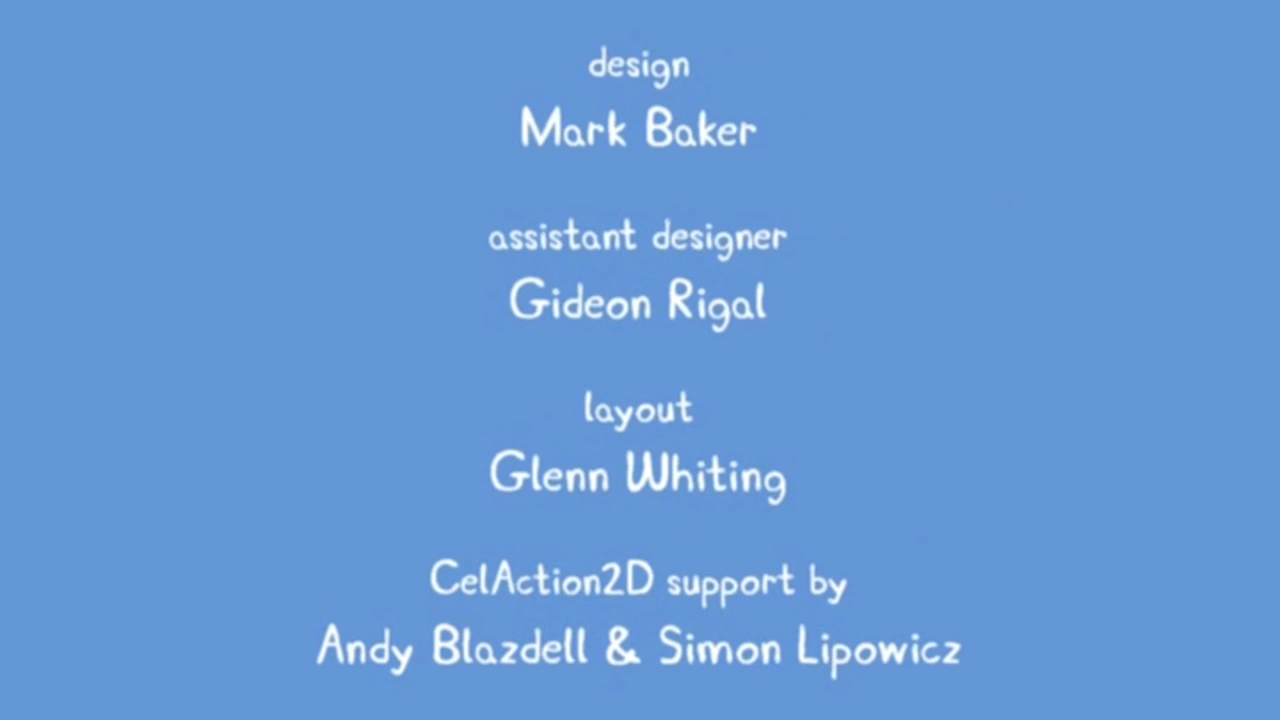 design
Mark Baker
assistant designer
Gideon Rigal
layout
Glenn Whiting
CelAction2D support by
Andy Blazdell & Simon Lipowicz